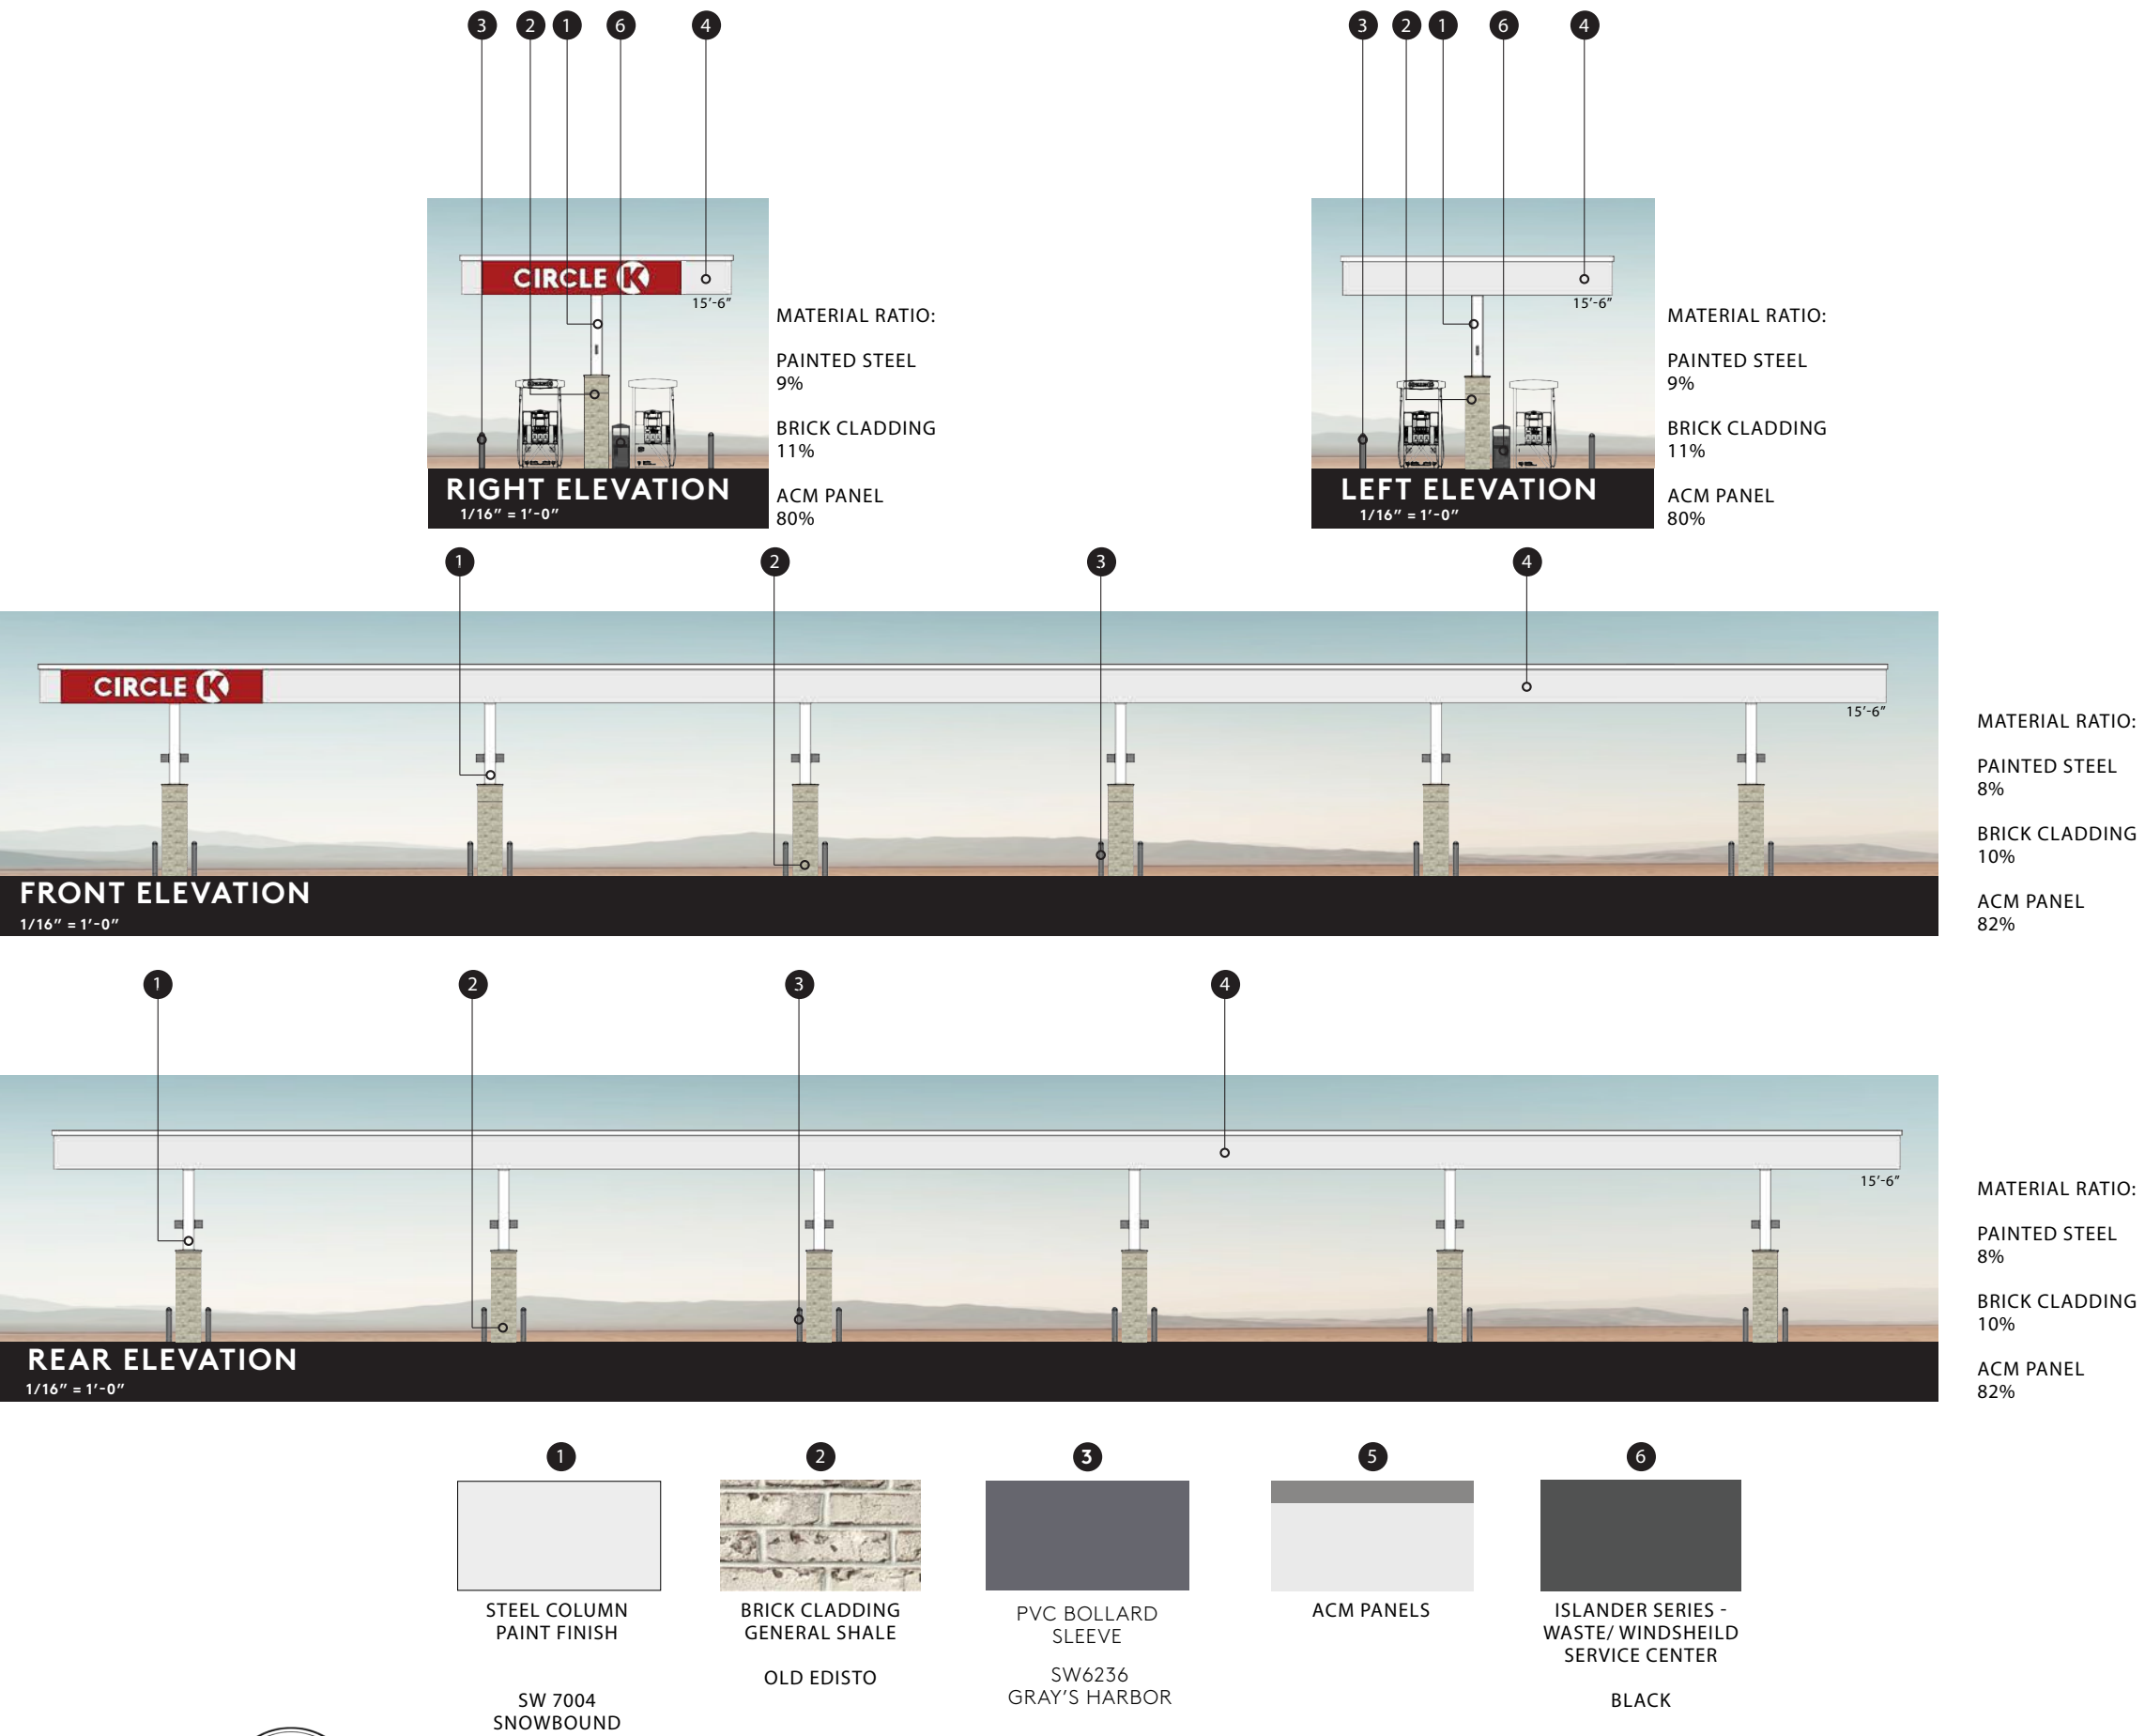 3 2 1 6 4
3 2 1 6 4
CIRCLE K
15'-6"
MATERIAL RATIO:
PAINTED STEEL
9%
BRICK CLADDING
11%
ACM PANEL
80%
RIGHT ELEVATION
1/16" = 1'-0"
15'-6"
MATERIAL RATIO:
PAINTED STEEL
9%
BRICK CLADDING
11%
ACM PANEL
80%
LEFT ELEVATION
1/16" = 1'-0"
1 2 3 4
CIRCLE K
15'-6"
MATERIAL RATIO:
PAINTED STEEL
8%
BRICK CLADDING
10%
ACM PANEL
82%
FRONT ELEVATION
1/16" = 1'-0"
1 2 3 4
15'-6"
MATERIAL RATIO:
PAINTED STEEL
8%
BRICK CLADDING
10%
ACM PANEL
82%
REAR ELEVATION
1/16" = 1'-0"
1
STEEL COLUMN
PAINT FINISH
SW 7004
SNOWBOUND
2
BRICK CLADDING
GENERAL SHALE
OLD EDISTO
3
PVC BOLLARD
SLEEVE
SW6236
GRAY'S HARBOR
5
ACM PANELS
6
ISLANDER SERIES -
WASTE/ WINDSHEILD
SERVICE CENTER
BLACK